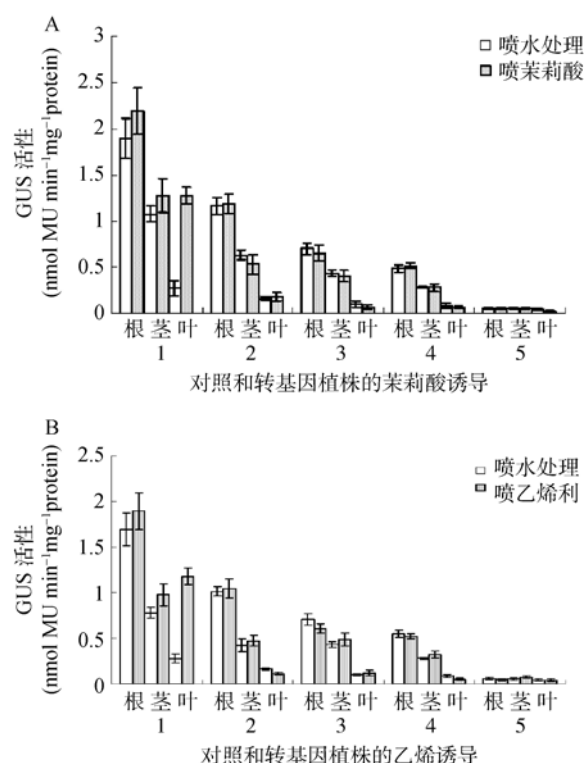 A
3
2.5
2
1.5
1
0.5
0
GUS 活性
(nmol MU min⁻¹mg⁻¹protein)
喷水处理
喷茉莉酸
根 茎 叶 根 茎 叶 根 茎 叶 根 茎 叶 根 茎 叶
1 2 3 4 5
对照和转基因植株的茉莉酸诱导
B
2.5
2
1.5
1
0.5
0
GUS 活性
(nmol MU min⁻¹mg⁻¹protein)
喷水处理
喷乙烯利
根 茎 叶 根 茎 叶 根 茎 叶 根 茎 叶 根 茎 叶
1 2 3 4 5
对照和转基因植株的乙烯诱导